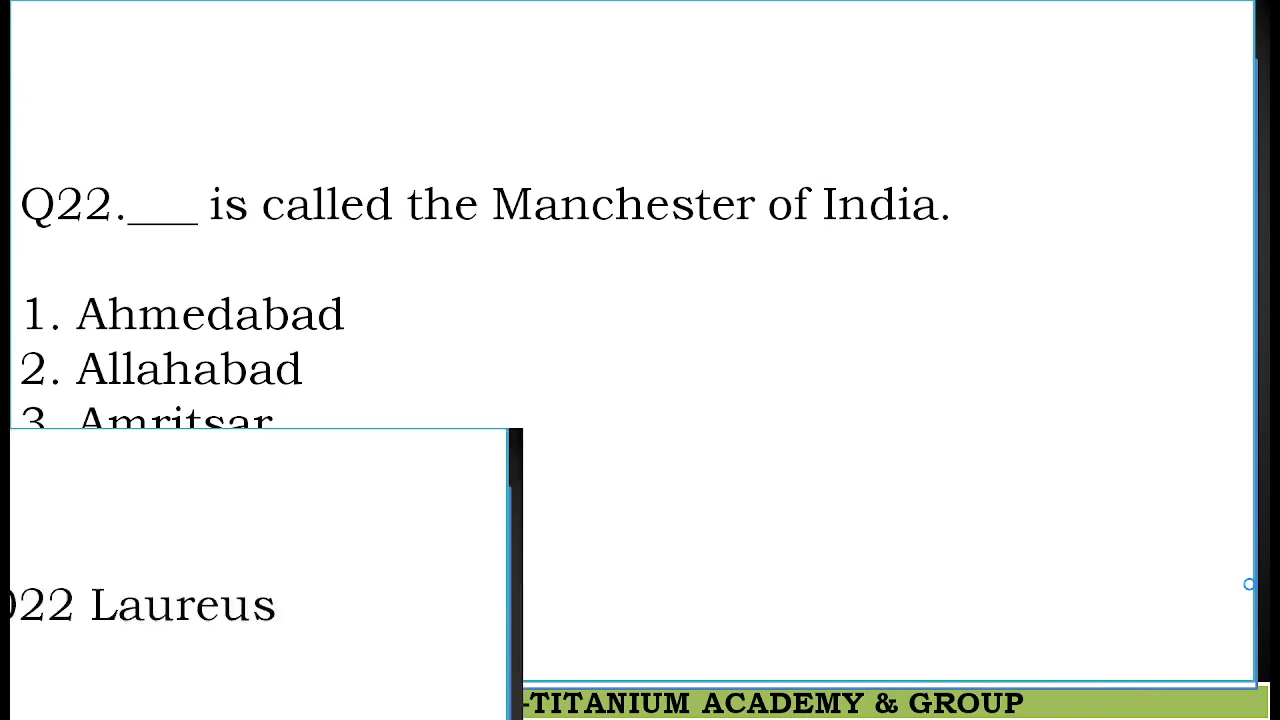 Q22.___ is called the Manchester of India.
1. Ahmedabad
2. Allahabad
3. Amritsar
022 Laureus
-TITANIUM ACADEMY & GROUP